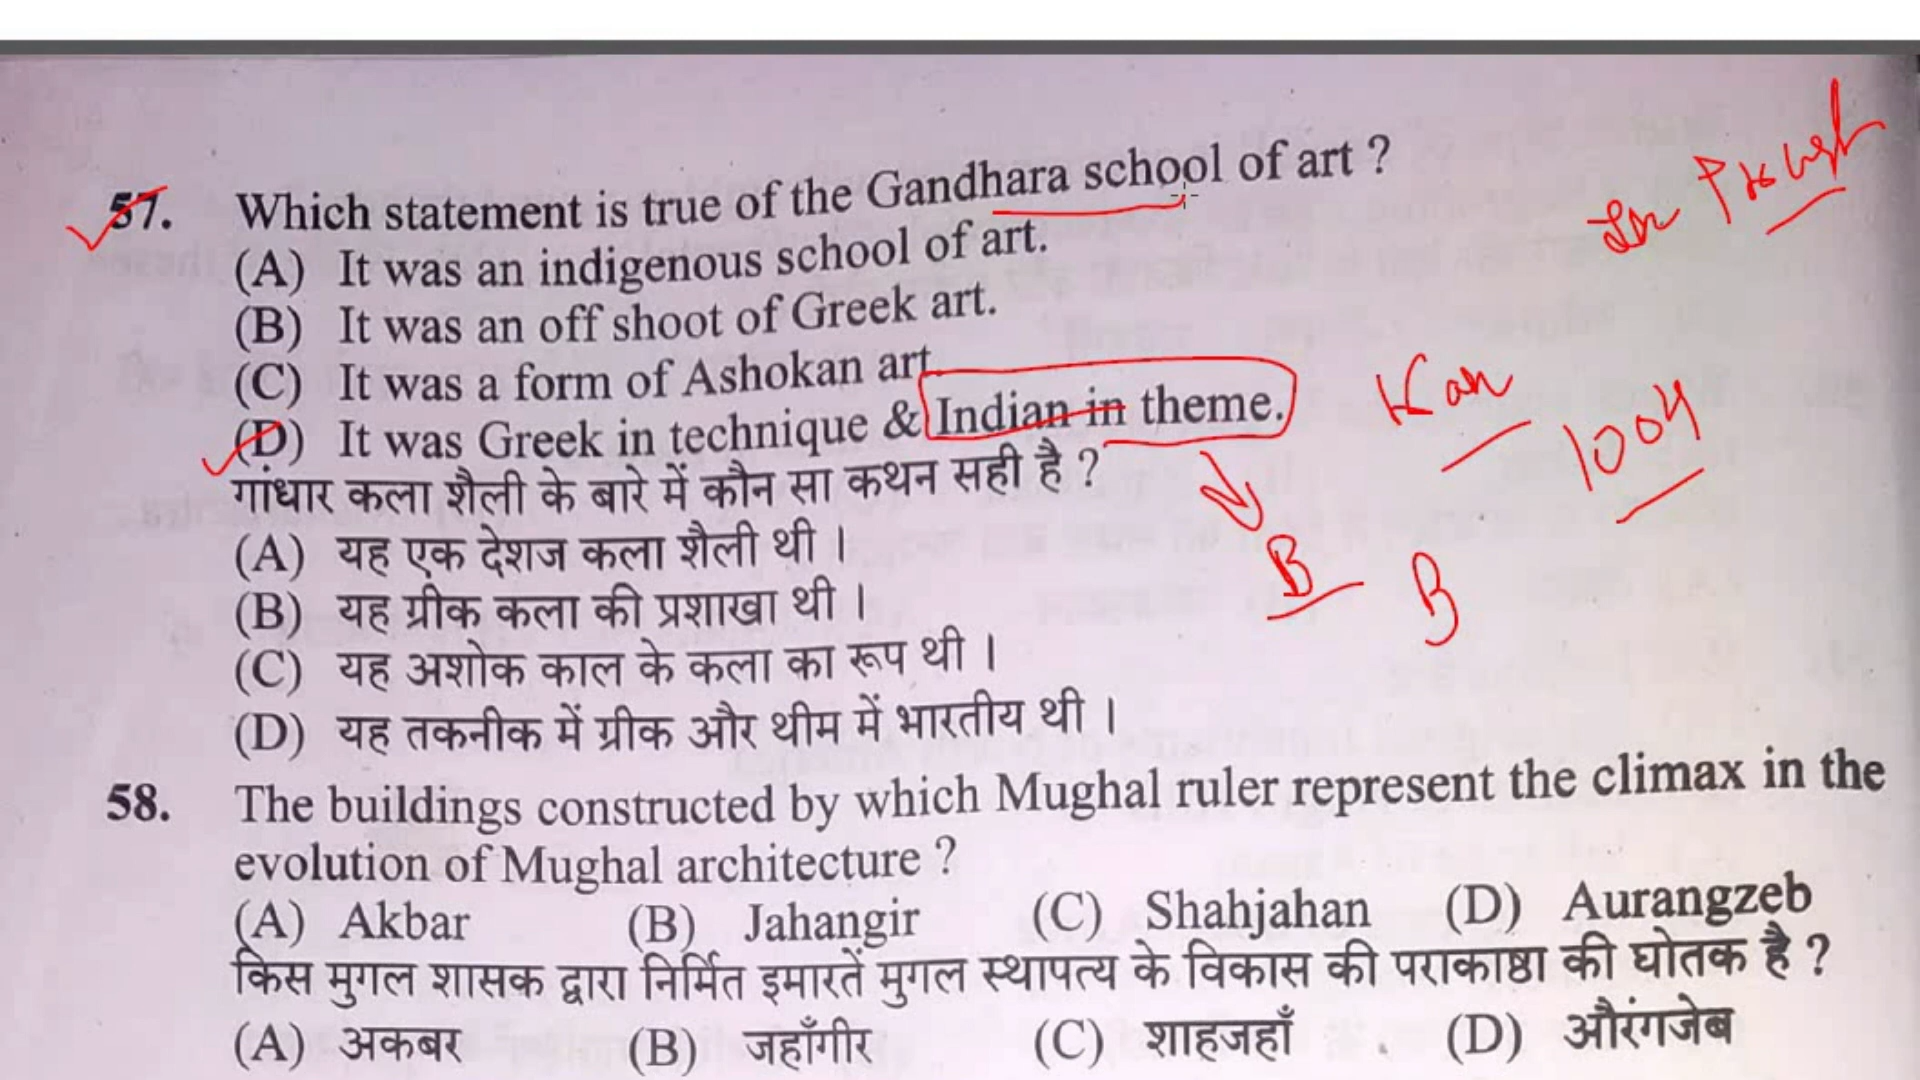 57. Which statement is true of the Gandhara school of art ?
(A) It was an indigenous school of art.
(B) It was an off shoot of Greek art.
(C) It was a form of Ashokan art.
(D) It was Greek in technique & Indian in theme.
गांधार कला शैली के बारे में कौन सा कथन सही है ?
(A) यह एक देशज कला शैली थी ।
(B) यह ग्रीक कला की प्रशाखा थी ।
(C) यह अशोक काल के कला का रूप थी ।
(D) यह तकनीक में ग्रीक और थीम में भारतीय थी ।
58. The buildings constructed by which Mughal ruler represent the climax in the
evolution of Mughal architecture ?
(A) Akbar (B) Jahangir (C) Shahjahan (D) Aurangzeb
किस मुगल शासक द्वारा निर्मित इमारतें मुगल स्थापत्य के विकास की पराकाष्ठा की घोतक है ?
(A) अकबर (B) जहाँगीर (C) शाहजहाँ (D) औरंगजेब
B B